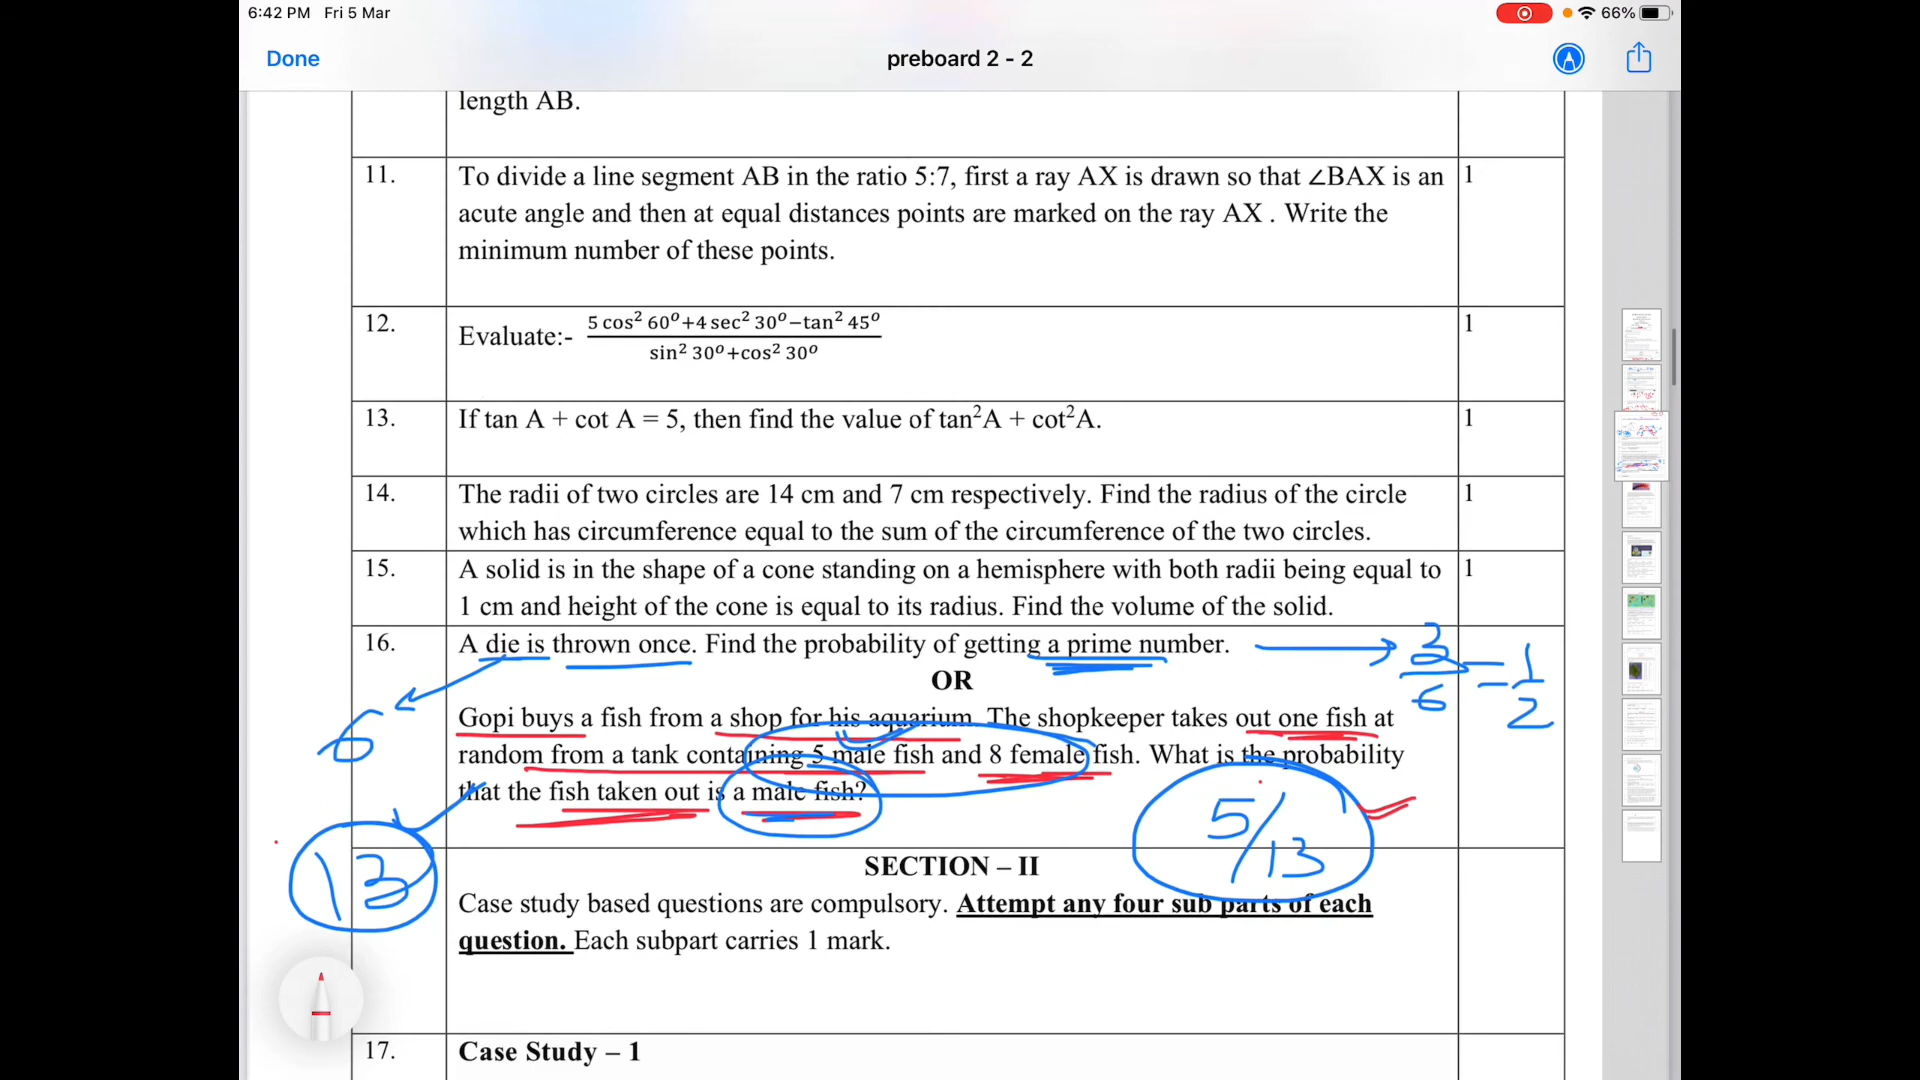 6:42 PM Fri 5 Mar
66%
Done
preboard 2 - 2
length AB.
11. To divide a line segment AB in the ratio 5:7, first a ray AX is drawn so that ∠BAX is an 1
acute angle and then at equal distances points are marked on the ray AX . Write the
minimum number of these points.
12. Evaluate:- 5 cos² 60⁰+4 sec² 30⁰−tan² 45⁰ 1
sin² 30⁰+cos² 30⁰
13. If tan A + cot A = 5, then find the value of tan²A + cot²A. 1
14. The radii of two circles are 14 cm and 7 cm respectively. Find the radius of the circle 1
which has circumference equal to the sum of the circumference of the two circles.
15. A solid is in the shape of a cone standing on a hemisphere with both radii being equal to 1
1 cm and height of the cone is equal to its radius. Find the volume of the solid.
16. A die is thrown once. Find the probability of getting a prime number. 3/6 = 1/2
OR
6
Gopi buys a fish from a shop for his aquarium. The shopkeeper takes out one fish at
random from a tank containing 5 male fish and 8 female fish. What is the probability
that the fish taken out is a male fish?
5/13
13
SECTION – II
Case study based questions are compulsory. Attempt any four sub parts of each
question. Each subpart carries 1 mark.
17. Case Study – 1